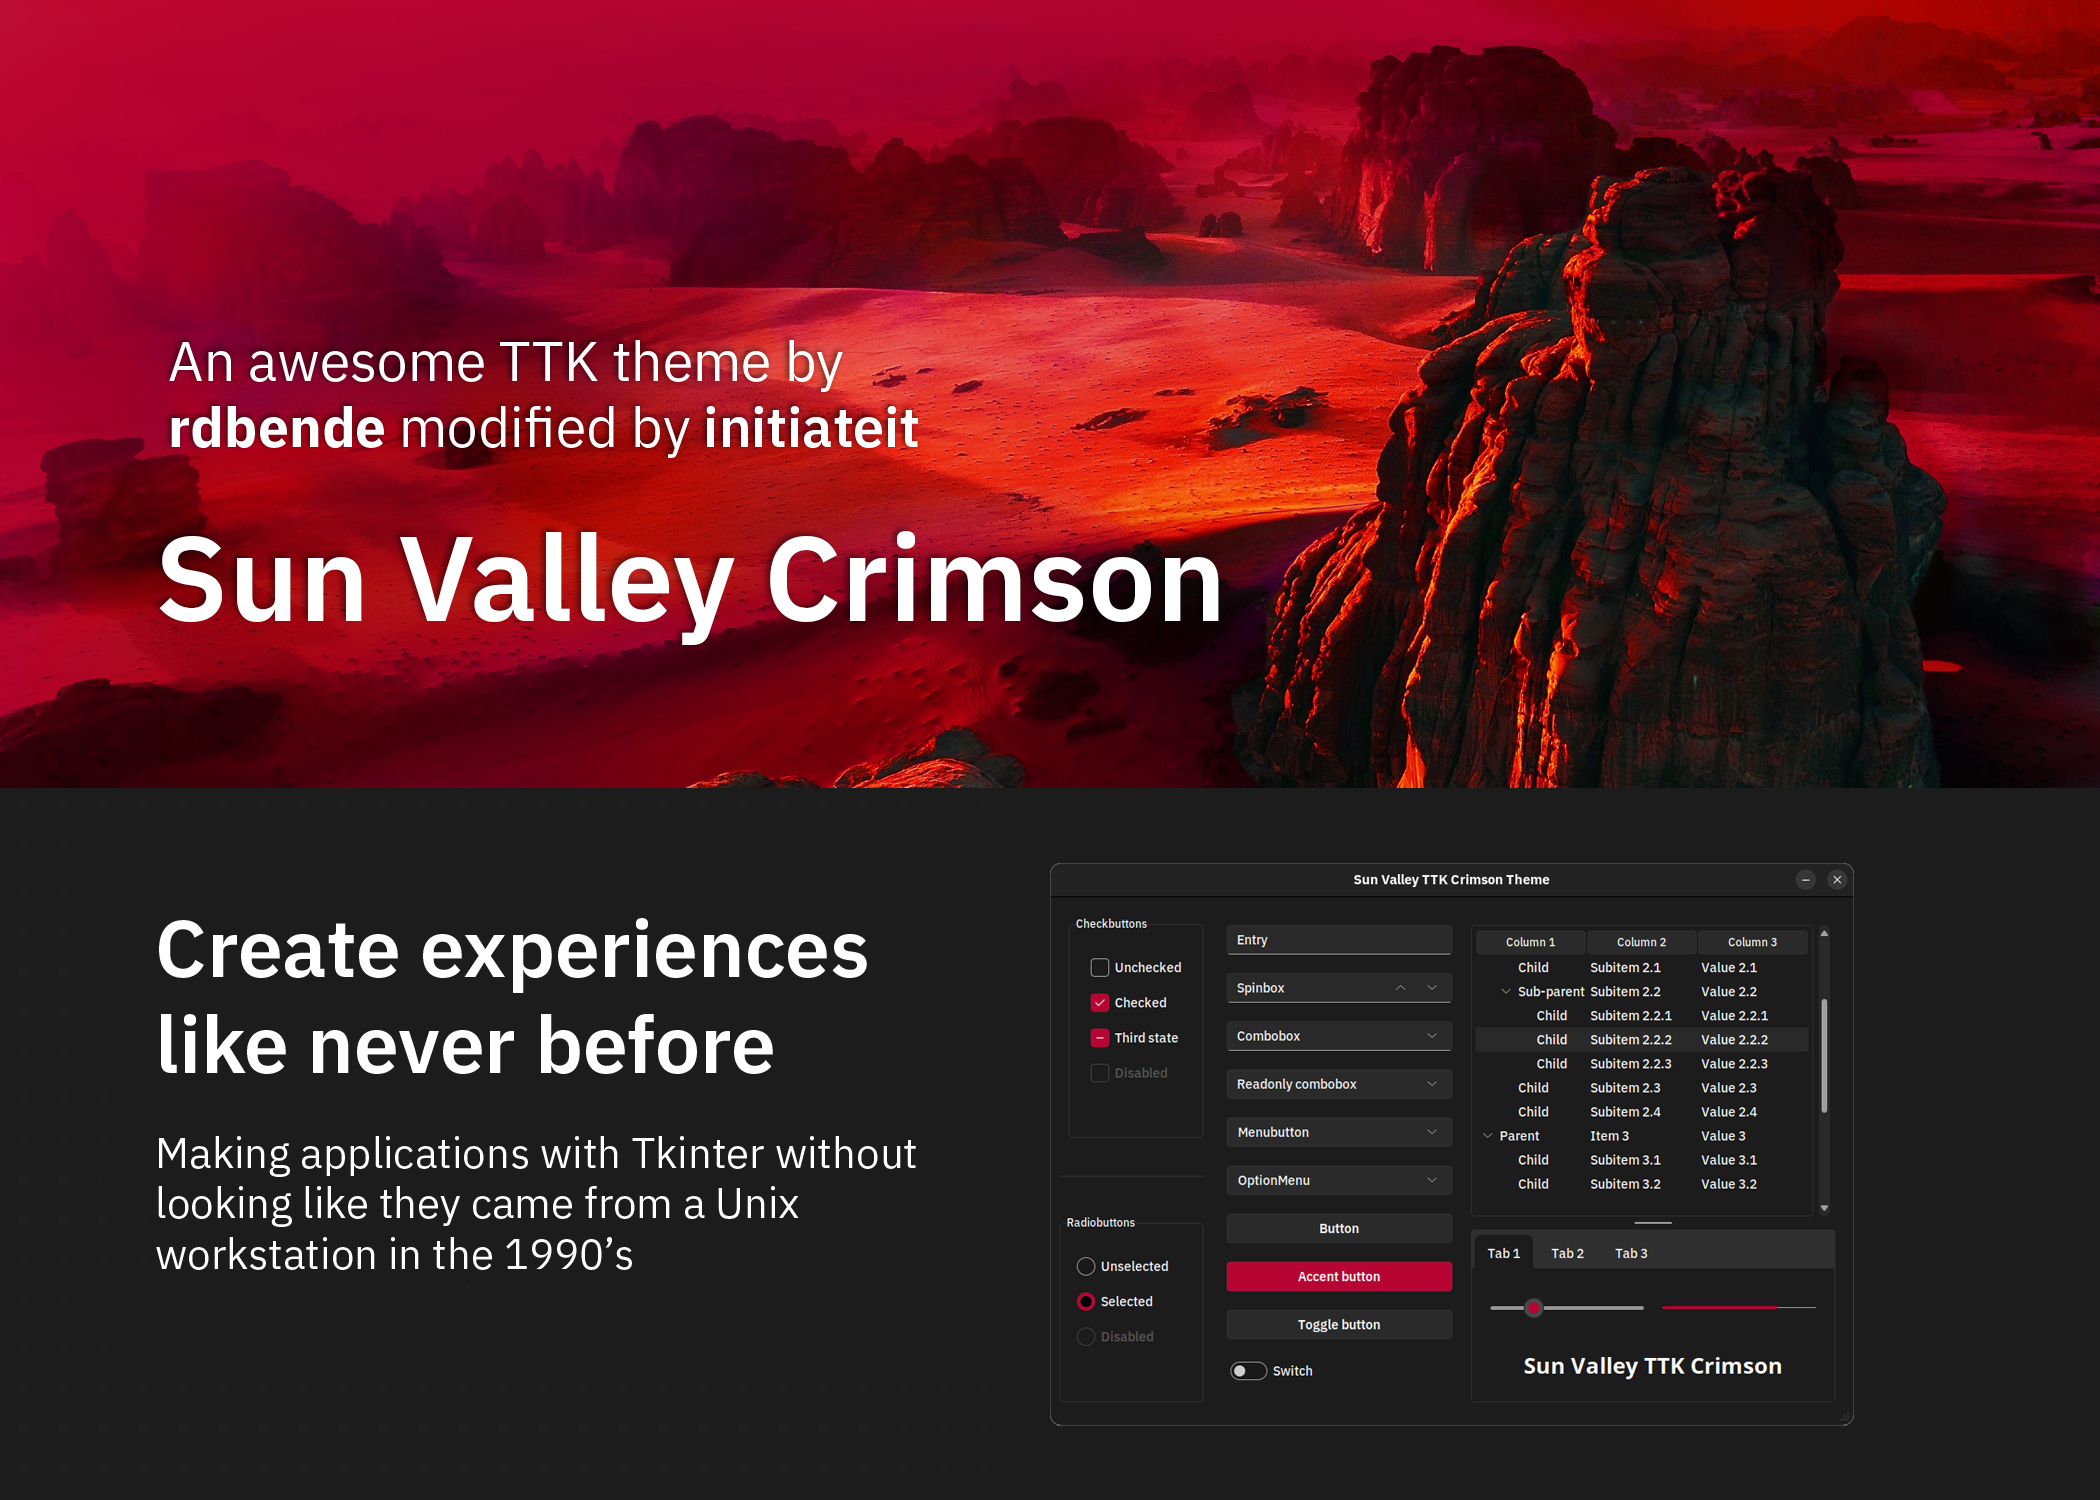 An awesome TTK theme by
rdbende modified by initiateit
Sun Valley Crimson
Create experiences
like never before
Making applications with Tkinter without
looking like they came from a Unix
workstation in the 1990’s
Sun Valley TTK Crimson Theme
Checkbuttons
Unchecked
Checked
Third state
Disabled
Radiobuttons
Unselected
Selected
Disabled
Entry
Spinbox
Combobox
Readonly combobox
Menubutton
OptionMenu
Button
Accent button
Toggle button
Switch
Column 1 Column 2 Column 3
Child Subitem 2.1 Value 2.1
Sub-parent Subitem 2.2 Value 2.2
Child Subitem 2.2.1 Value 2.2.1
Child Subitem 2.2.2 Value 2.2.2
Child Subitem 2.2.3 Value 2.2.3
Child Subitem 2.3 Value 2.3
Child Subitem 2.4 Value 2.4
Parent Item 3 Value 3
Child Subitem 3.1 Value 3.1
Child Subitem 3.2 Value 3.2
Tab 1 Tab 2 Tab 3
Sun Valley TTK Crimson